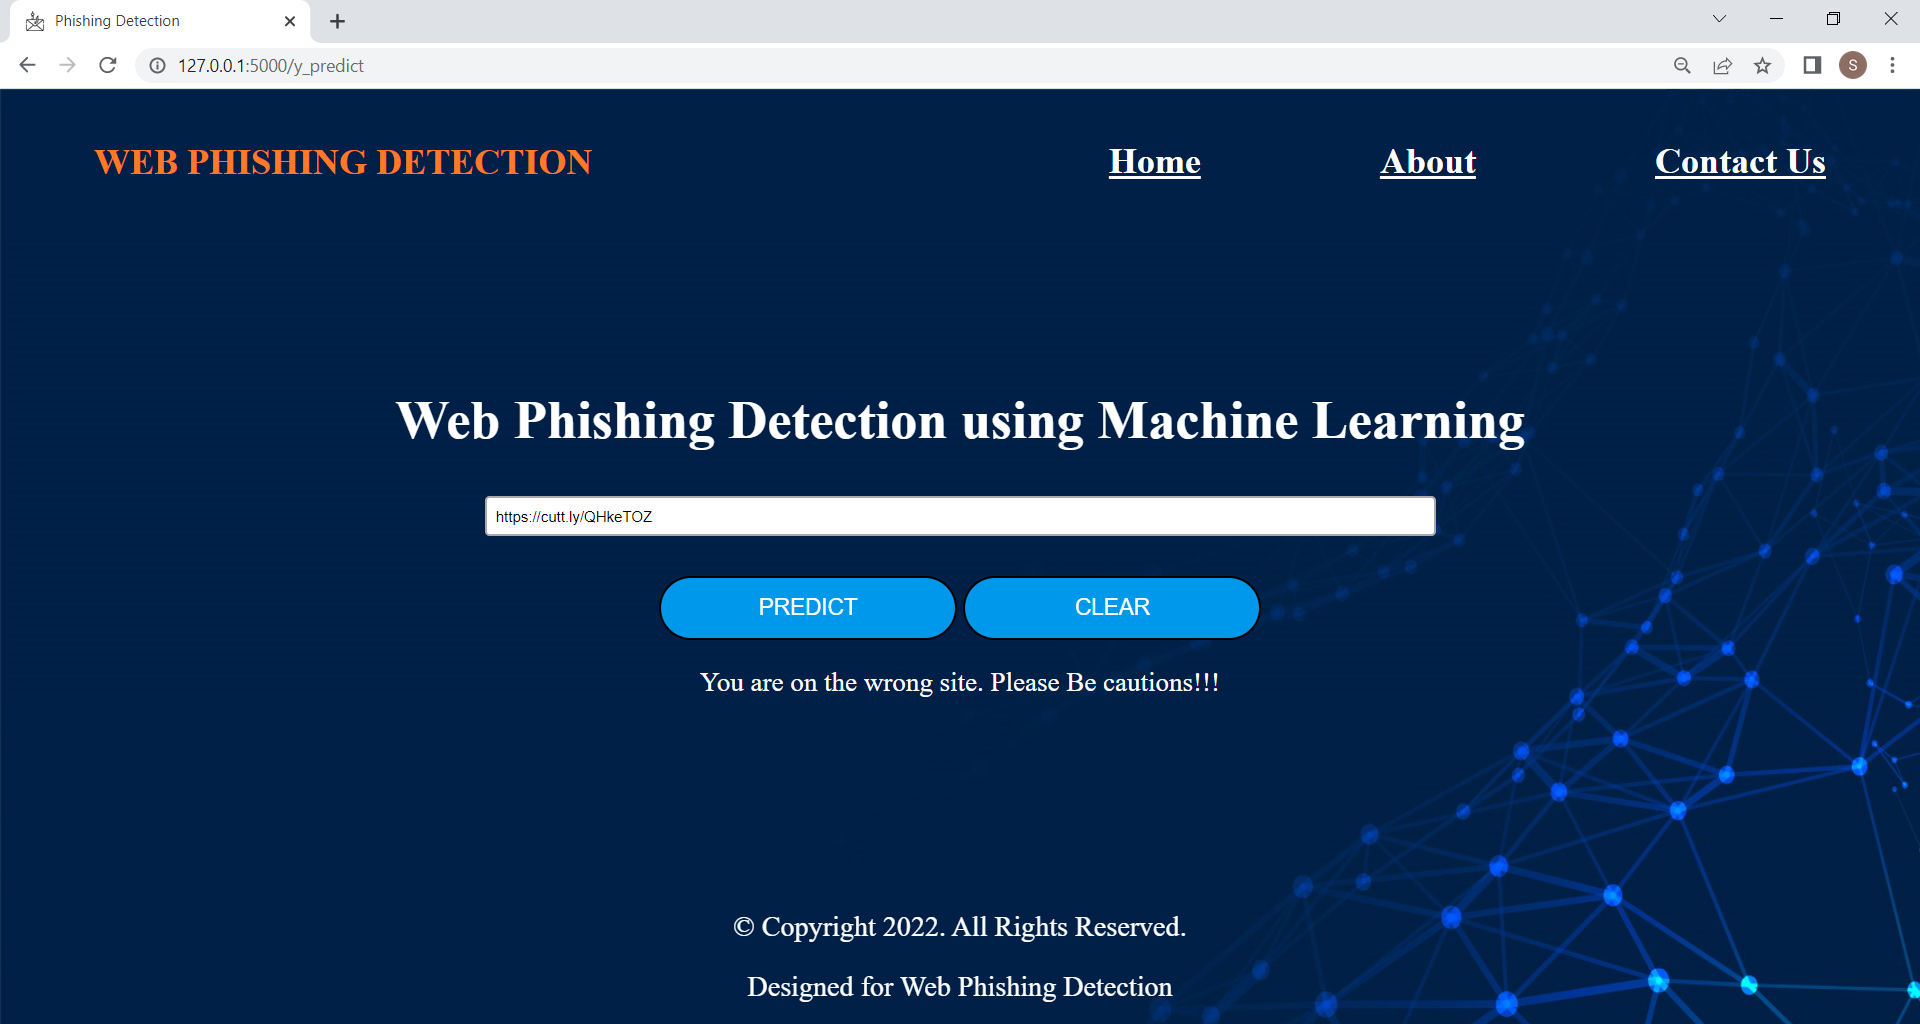 Phishing Detection
127.0.0.1:5000/y_predict
S
WEB PHISHING DETECTION
Home
About
Contact Us
Web Phishing Detection using Machine Learning
https://cutt.ly/QHkeTOZ
PREDICT
CLEAR
You are on the wrong site. Please Be cautions!!!
© Copyright 2022. All Rights Reserved.
Designed for Web Phishing Detection